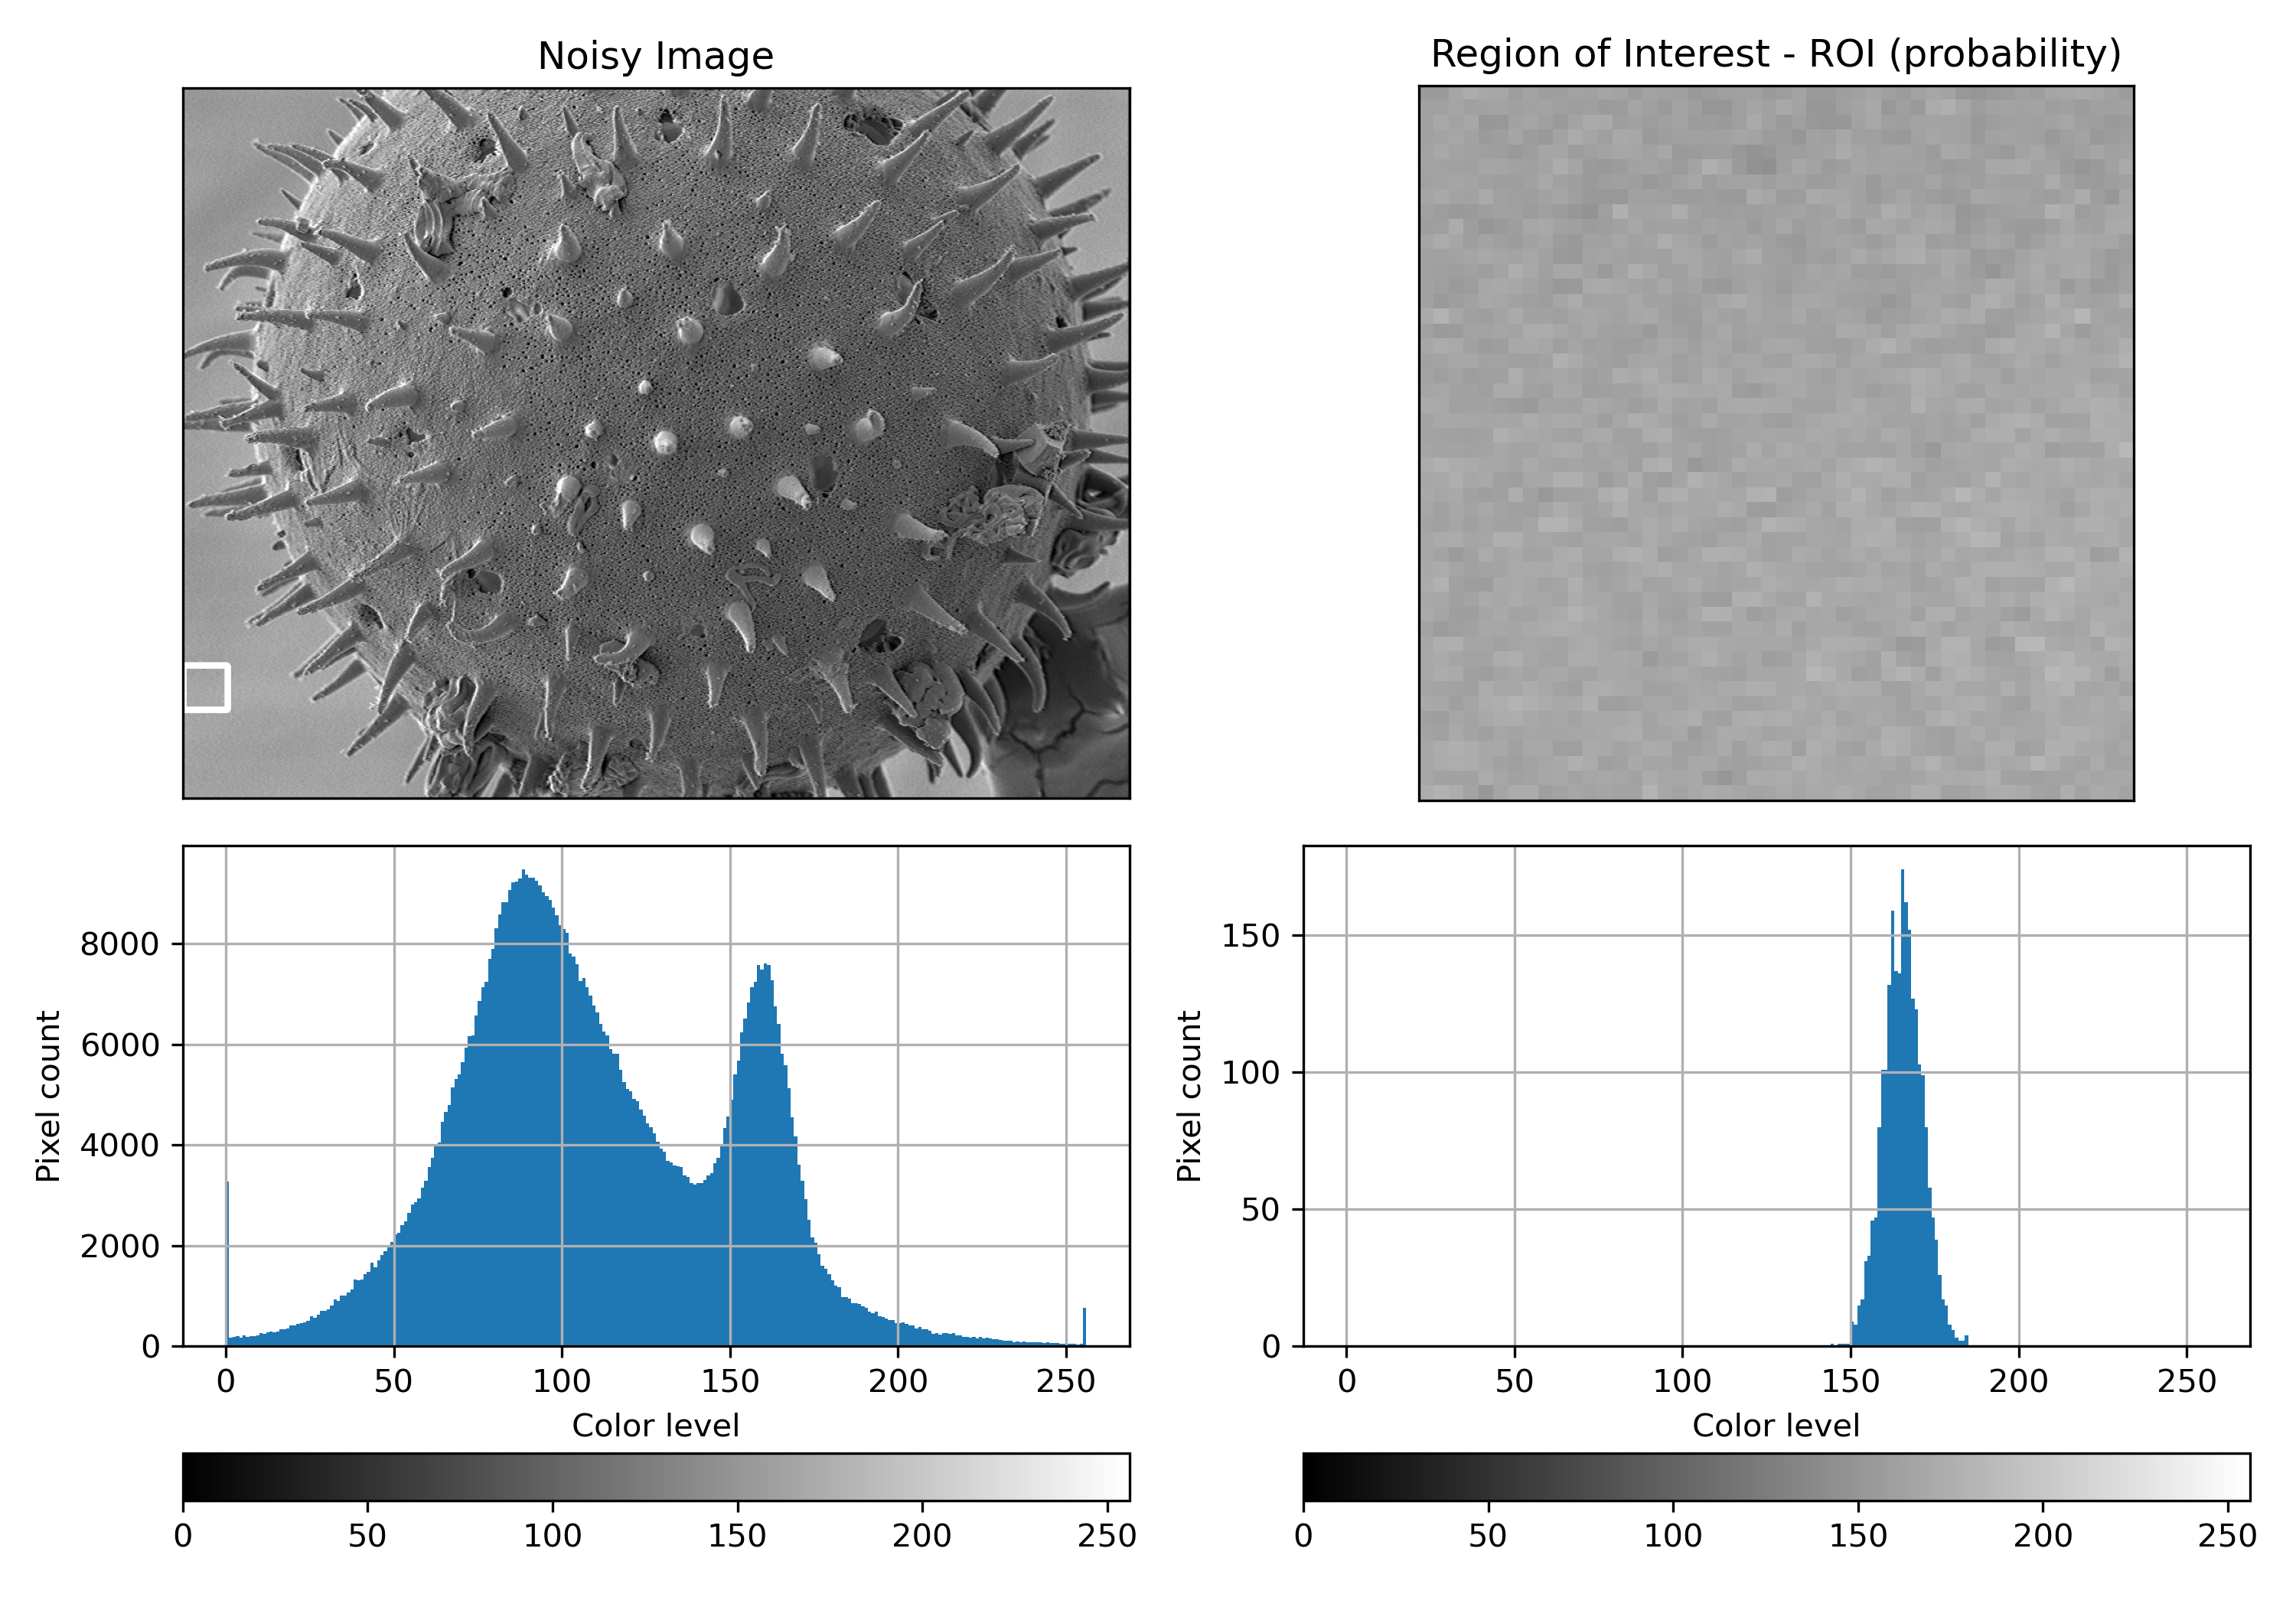 Noisy Image
Region of Interest - ROI (probability)
8000
6000
4000
2000
0
Pixel count
0 50 100 150 200 250
Color level
0 50 100 150 200 250
150
100
50
0
Pixel count
0 50 100 150 200 250
Color level
0 50 100 150 200 250